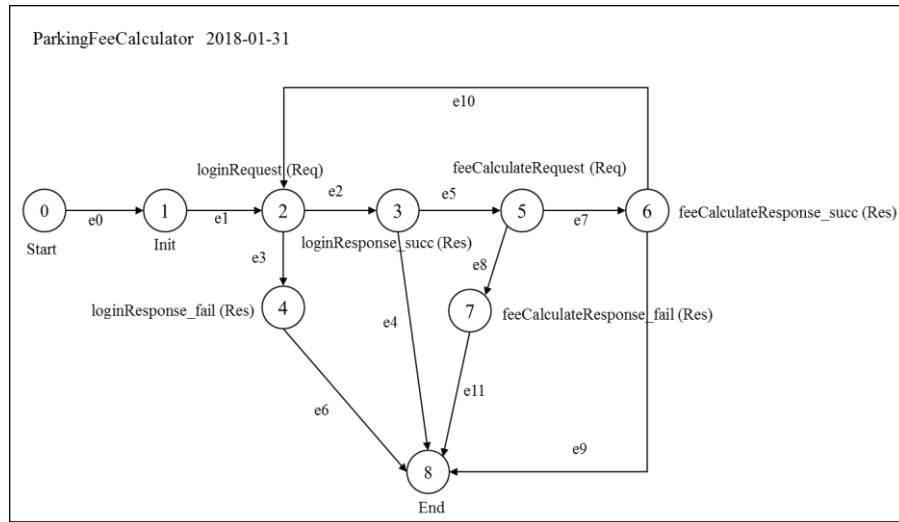 ParkingFeeCalculator 2018-01-31
e10
loginRequest (Req)
feeCalculateRequest (Req)
e2
e5
0
1
2
3
5
6
e0
e1
e7
feeCalculateResponse_succ (Res)
Start
Init
loginResponse_succ (Res)
e3
e8
4
7
loginResponse_fail (Res)
feeCalculateResponse_fail (Res)
e4
e11
e6
e9
8
End